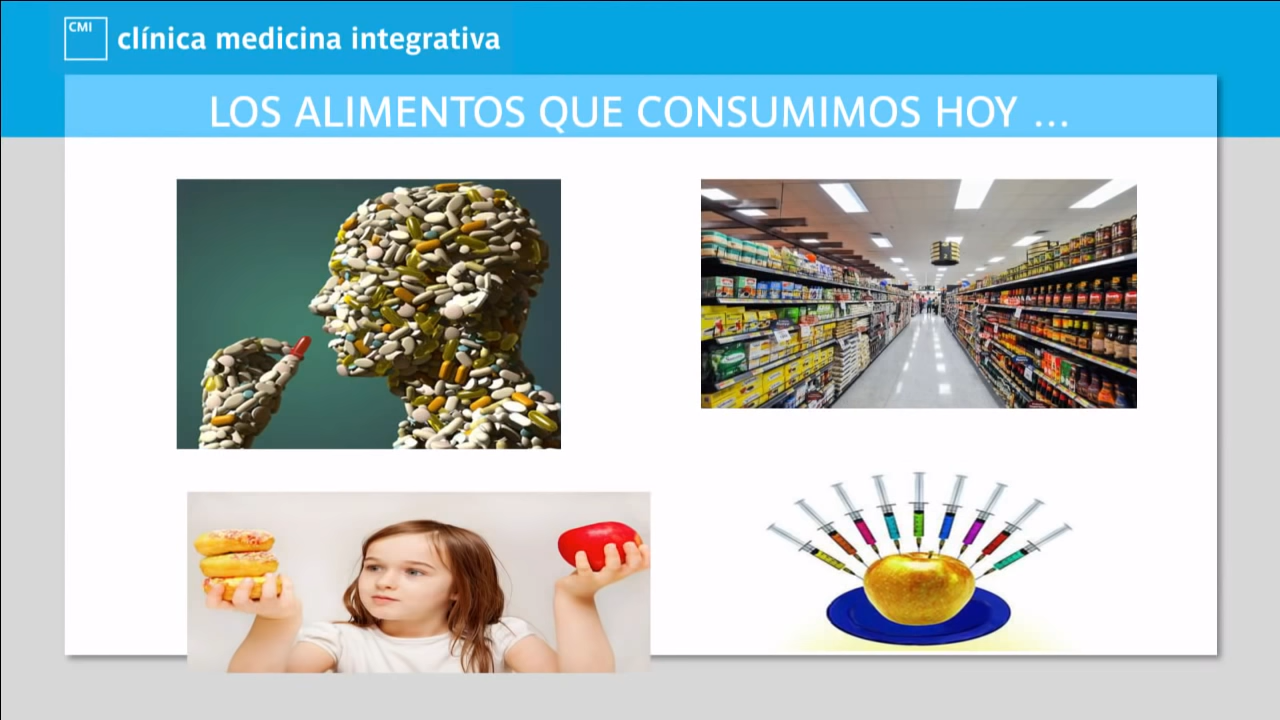 CMI
clínica medicina integrativa
LOS ALIMENTOS QUE CONSUMIMOS HOY ...